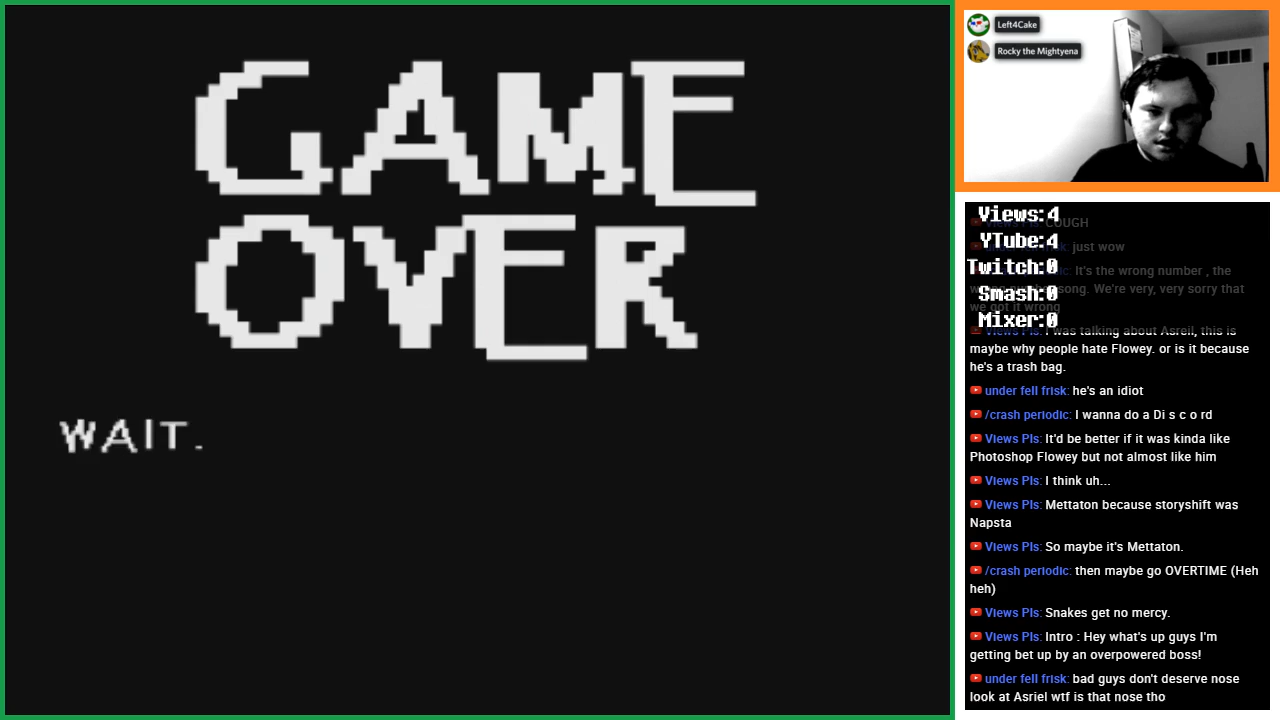 GAME
OVER
WAIT.
Left4Cake
Rocky the Mightyena
Views:4
YTube:4
Twitch:0
Smash:0
Mixer:0
Views Pls: COUGH
just wow
It's the wrong number , the
song. We're very, very sorry that
we got it wrong
Views Pls: I was talking about Asreil, this is
maybe why people hate Flowey. or is it because
he's a trash bag.
under fell frisk: he's an idiot
/crash periodic: I wanna do a Di s c o rd
Views Pls: It'd be better if it was kinda like
Photoshop Flowey but not almost like him
Views Pls: I think uh...
Views Pls: Mettaton because storyshift was
Napsta
Views Pls: So maybe it's Mettaton.
/crash periodic: then maybe go OVERTIME (Heh
heh)
Views Pls: Snakes get no mercy.
Views Pls: Intro : Hey what's up guys I'm
getting bet up by an overpowered boss!
under fell frisk: bad guys don't deserve nose
look at Asriel wtf is that nose tho